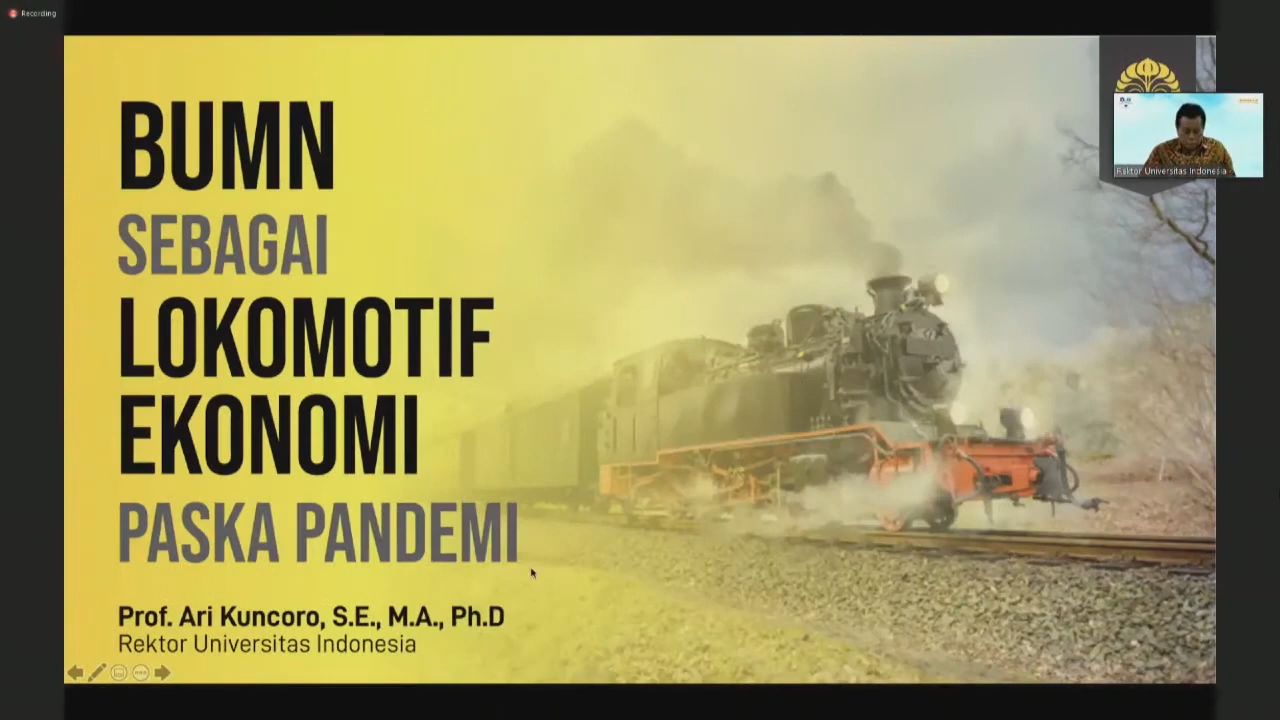 Recording
BUMN
SEBAGAI
LOKOMOTIF
EKONOMI
PASKA PANDEMI
Prof. Ari Kuncoro, S.E., M.A., Ph.D
Rektor Universitas Indonesia
Rektor Universitas Indonesia